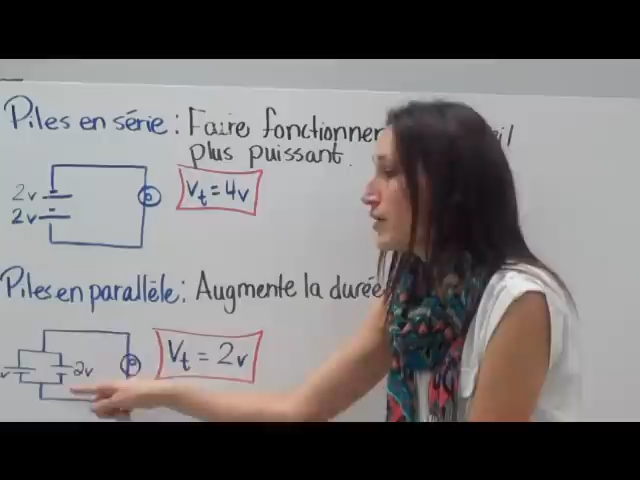 Piles en série : Faire fonctionner
plus puissant.
2v
2v
Vt = 4v
Piles en parallèle : Augmente la durée
2v
Vt = 2v